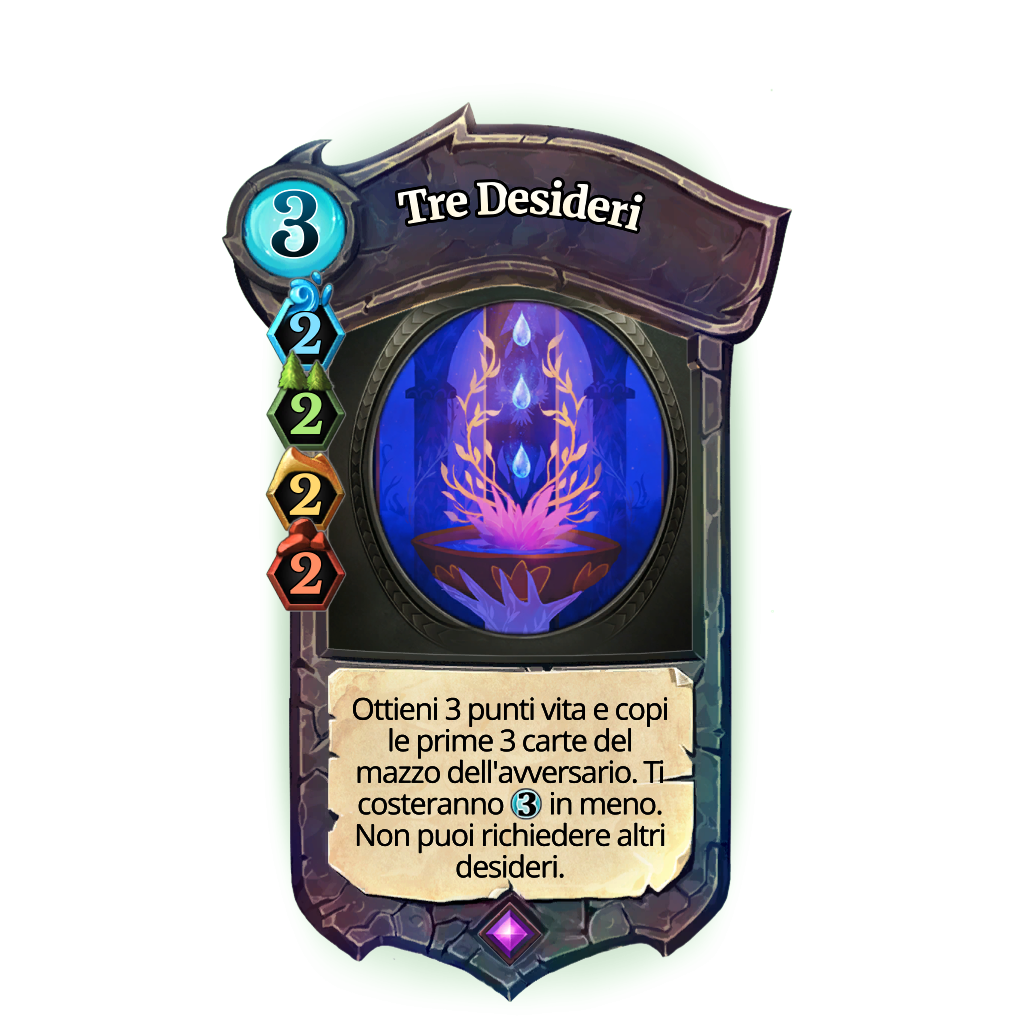 3
Tre Desideri
2
2
2
2
Ottieni 3 punti vita e copi
le prime 3 carte del
mazzo dell'avversario. Ti
costeranno 3 in meno.
Non puoi richiedere altri
desideri.